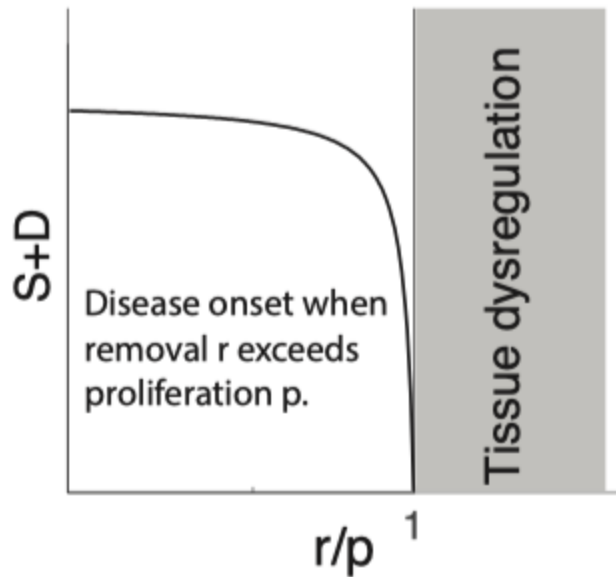 S+D
Disease onset when
removal r exceeds
proliferation p.
Tissue dysregulation
r/p
1